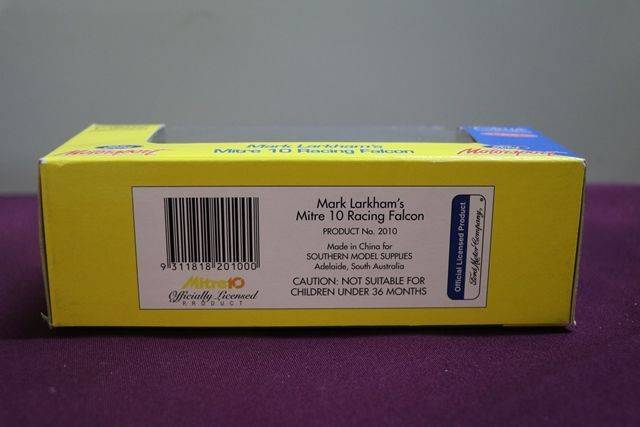 Mark Larkham's
Mitre 10 Racing Falcon
Motorsport
Motorsport
Mark Larkham's
Mitre 10 Racing Falcon
PRODUCT No. 2010
Made in China for
SOUTHERN MODEL SUPPLIES
Adelaide, South Australia
CAUTION: NOT SUITABLE FOR
CHILDREN UNDER 36 MONTHS
9 311818 201000
Mitre10
Officially Licensed
PRODUCT
Official Licensed Product
Ford Motor Company